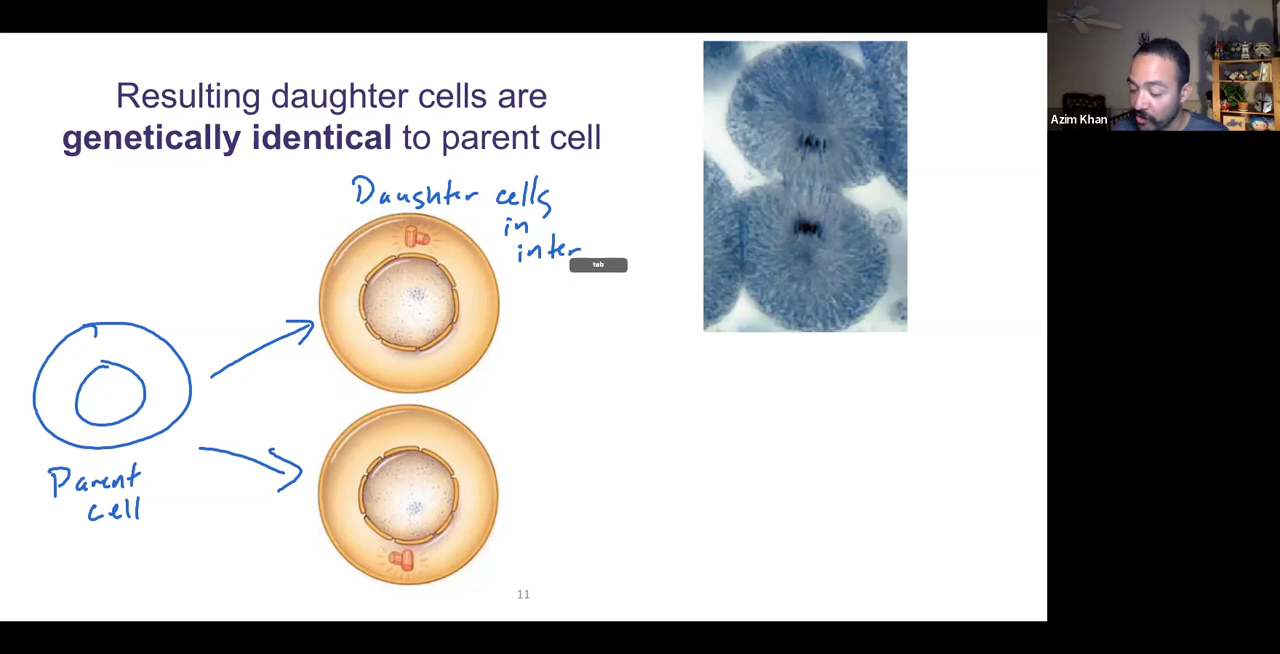 Resulting daughter cells are
genetically identical to parent cell
Daughter cells
in
inter
tab
Parent
cell
11
Azim Khan